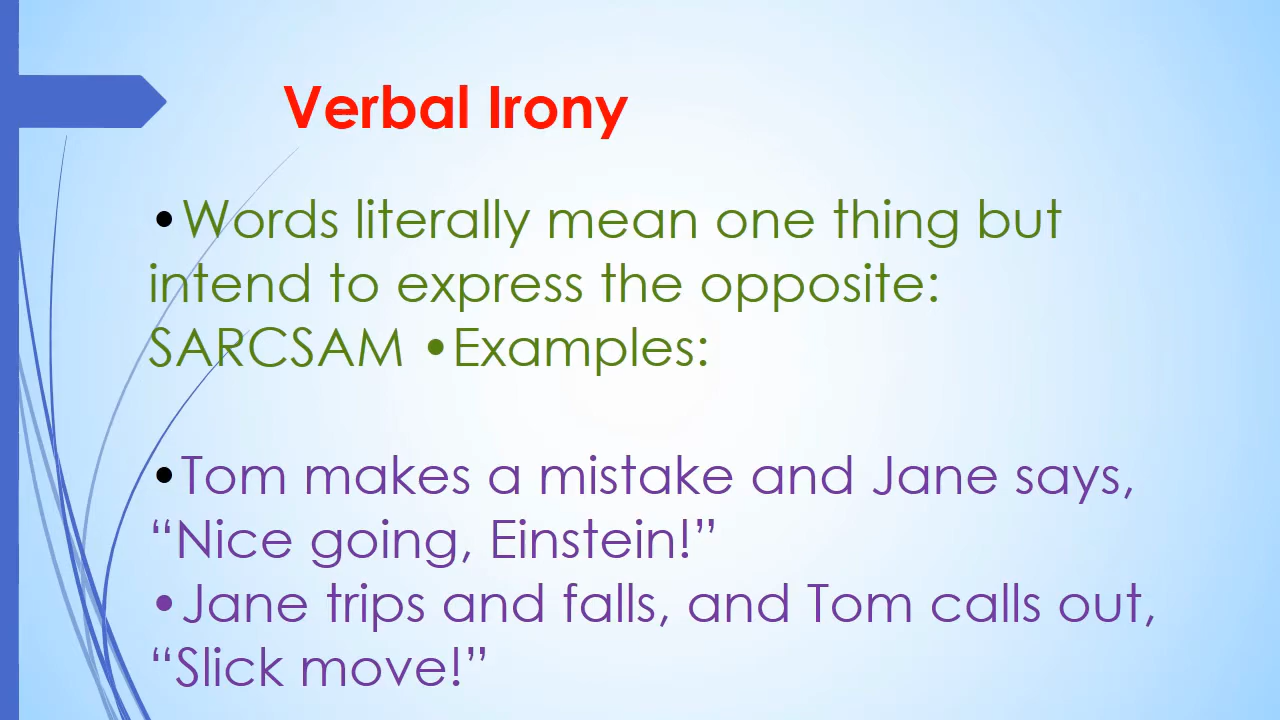 Verbal Irony
•Words literally mean one thing but
intend to express the opposite:
SARCSAM •Examples:
•Tom makes a mistake and Jane says,
“Nice going, Einstein!”
•Jane trips and falls, and Tom calls out,
“Slick move!”